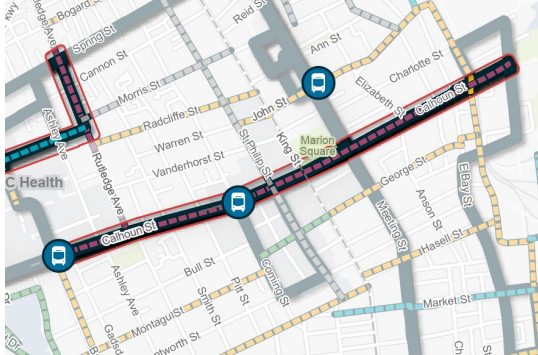 Bogard St
Reid St
Rutledge Ave
Spring St
Ann St
Cannon St
Charlotte St
Morris St
Elizabeth St
Calhoun St
John St
Radcliffe St
Ashley Ave
Warren St
St Philip St
King St
Marion
Square
Vanderhorst St
George St
C Health
Rutledge Ave
E Bay St
Anson St
Meeting St
Calhoun St
Hasell St
Bull St
Ashley Ave
Pitt St
Coming St
Smith St
Market St
Montagu St